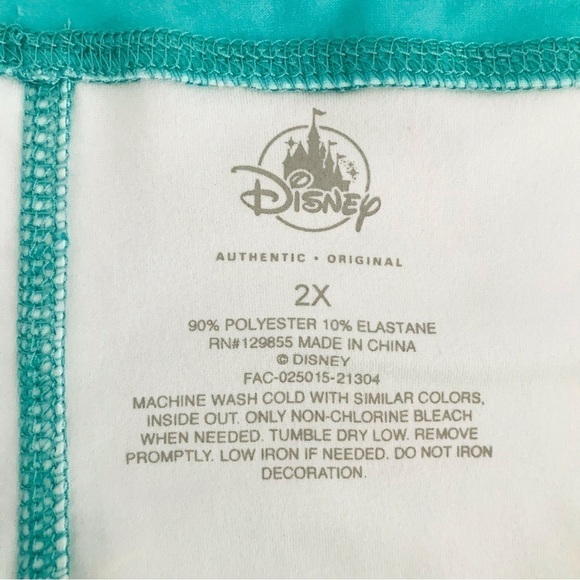 Disney
AUTHENTIC • ORIGINAL
2X
90% POLYESTER 10% ELASTANE
RN#129855 MADE IN CHINA
© DISNEY
FAC-025015-21304
MACHINE WASH COLD WITH SIMILAR COLORS,
INSIDE OUT. ONLY NON-CHLORINE BLEACH
WHEN NEEDED. TUMBLE DRY LOW. REMOVE
PROMPTLY. LOW IRON IF NEEDED. DO NOT IRON
DECORATION.